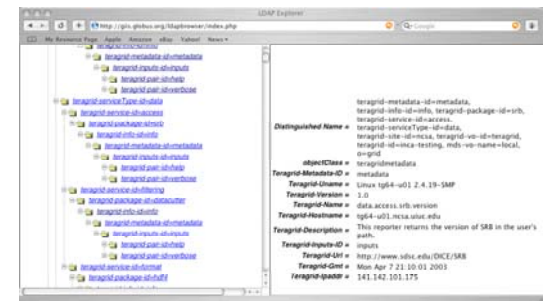 LDAP Explorer
http://giis.globus.org/ldapbrowser/index.php
Google
My Resource Page Apple Amazon eBay Yahoo! News
teragrid-info-id=info
teragrid-metadata-id=metadata
teragrid-inputs-id=inputs
teragrid-pair-id=help
teragrid-pair-id=verbose
teragrid-serviceType-id=data
teragrid-service-id=access
teragrid-package-id=srb
teragrid-info-id=info
teragrid-metadata-id=metadata
teragrid-inputs-id=inputs
teragrid-pair-id=help
teragrid-pair-id=verbose
teragrid-service-id=filtering
teragrid-package-id=datacutter
teragrid-info-id=info
teragrid-metadata-id=metadata
teragrid-inputs-id=inputs
teragrid-pair-id=help
teragrid-pair-id=verbose
teragrid-service-id=format
teragrid-package-id=hdf4
Distinguished Name = teragrid-metadata-id=metadata,
teragrid-info-id=info, teragrid-package-id=srb,
teragrid-service-id=access,
teragrid-serviceType-id=data,
teragrid-site-id=ncsa, teragrid-vo-id=teragrid,
teragrid-id=inca-testing, mds-vo-name=local,
o=grid
objectClass = teragridmetadata
Teragrid-Metadata-ID = metadata
Teragrid-Uname = Linux tg64-u01 2.4.19-SMP
Teragrid-Version = 1.0
Teragrid-Name = data.access.srb.version
Teragrid-Hostname = tg64-u01.ncsa.uiuc.edu
Teragrid-Description = This reporter returns the version of SRB in the user's
path.
Teragrid-Inputs-ID = inputs
Teragrid-Url = http://www.sdsc.edu/DICE/SRB
Teragrid-Gmt = Mon Apr 7 21:10:01 2003
Teragrid-Ipaddr = 141.142.101.175